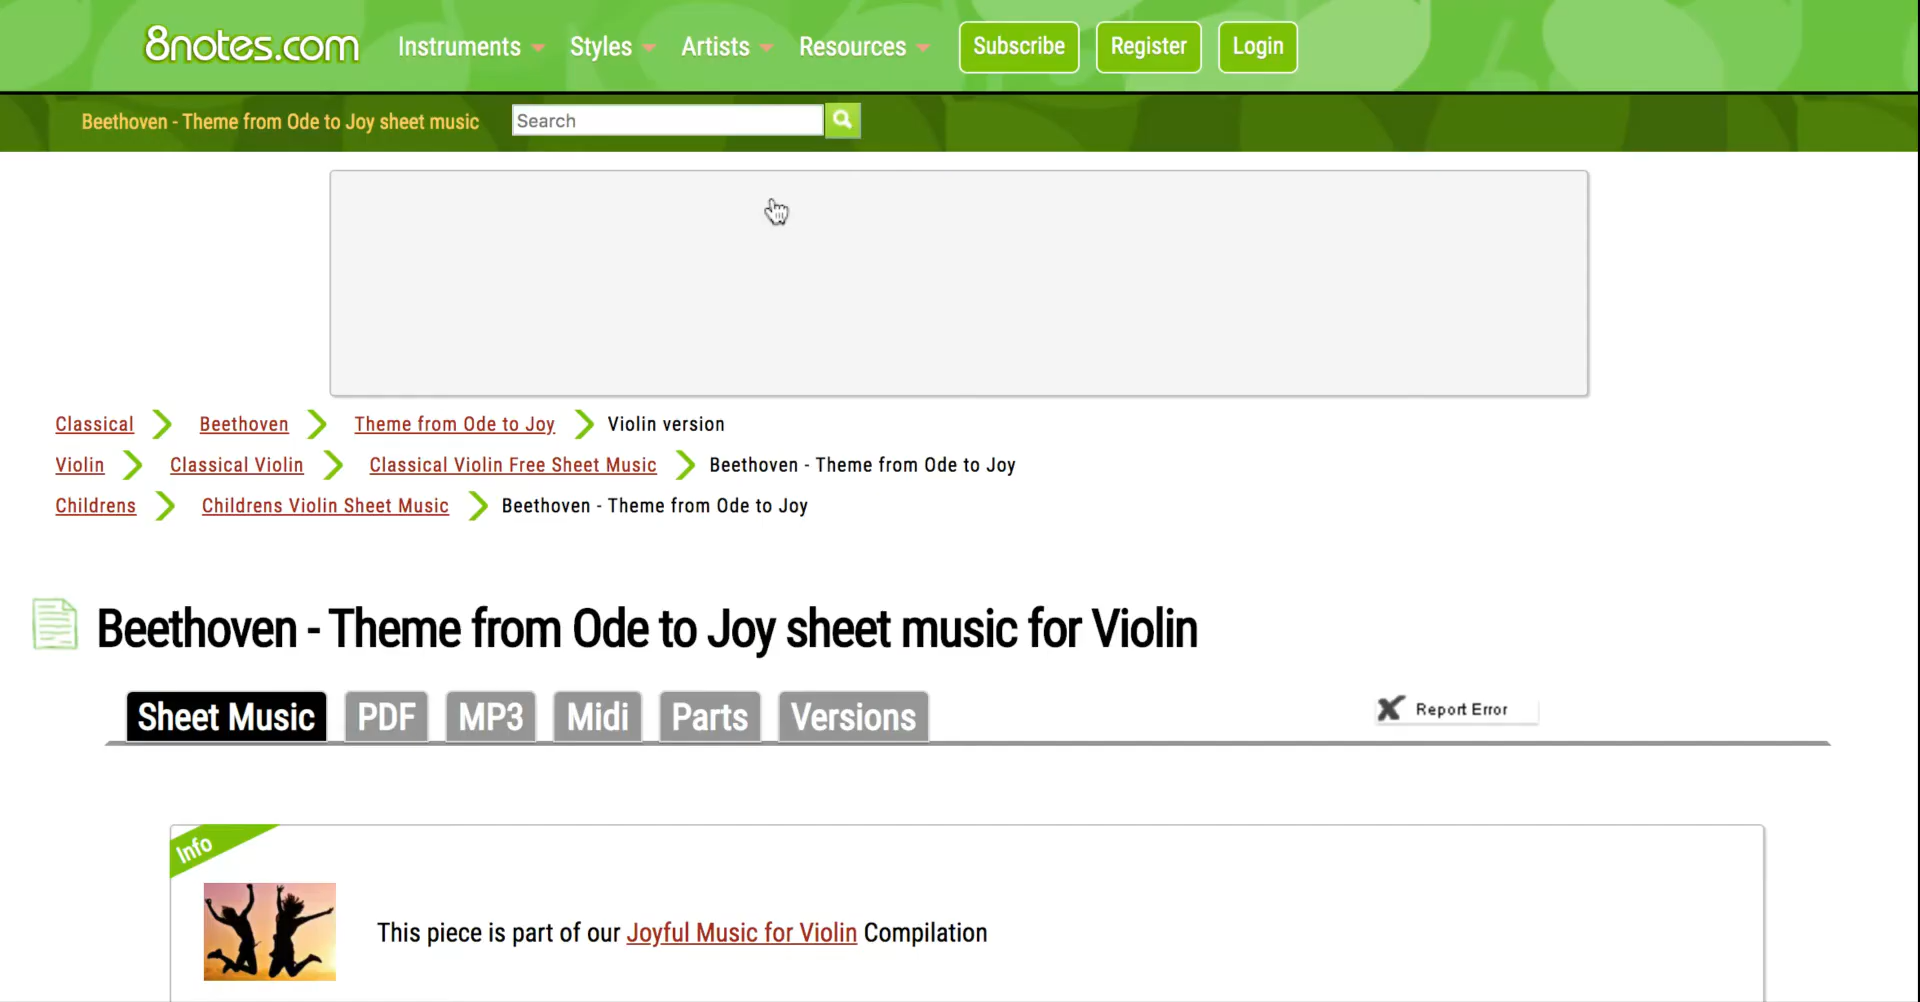 8notes.com Instruments Styles Artists Resources Subscribe Register Login
Beethoven - Theme from Ode to Joy sheet music Search
Classical Beethoven Theme from Ode to Joy Violin version
Violin Classical Violin Classical Violin Free Sheet Music Beethoven - Theme from Ode to Joy
Childrens Childrens Violin Sheet Music Beethoven - Theme from Ode to Joy
Beethoven - Theme from Ode to Joy sheet music for Violin
Sheet Music PDF MP3 Midi Parts Versions Report Error
Info
This piece is part of our Joyful Music for Violin Compilation